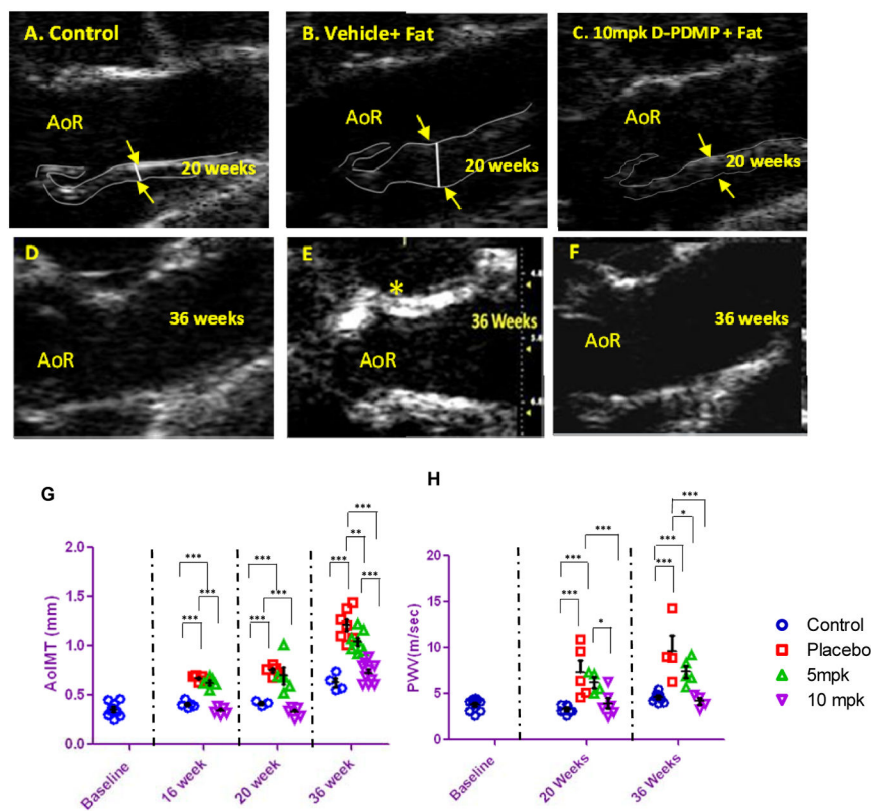 A. Control
B. Vehicle+ Fat
C. 10mpk D-PDMP + Fat
AoR
AoR
AoR
20 weeks
20 weeks
20 weeks
D
E
F
*
36 weeks
36 Weeks
36 weeks
AoR
AoR
AoR
G
H
AoIMT (mm)
2.0
1.5
1.0
0.5
0.0
***
***
***
***
***
***
***
***
**
***
***
Baseline
16 week
20 week
36 week
PWV(m/sec)
20
15
10
5
0
***
***
***
*
***
***
***
*
***
Baseline
20 Weeks
36 Weeks
Control
Placebo
5mpk
10 mpk